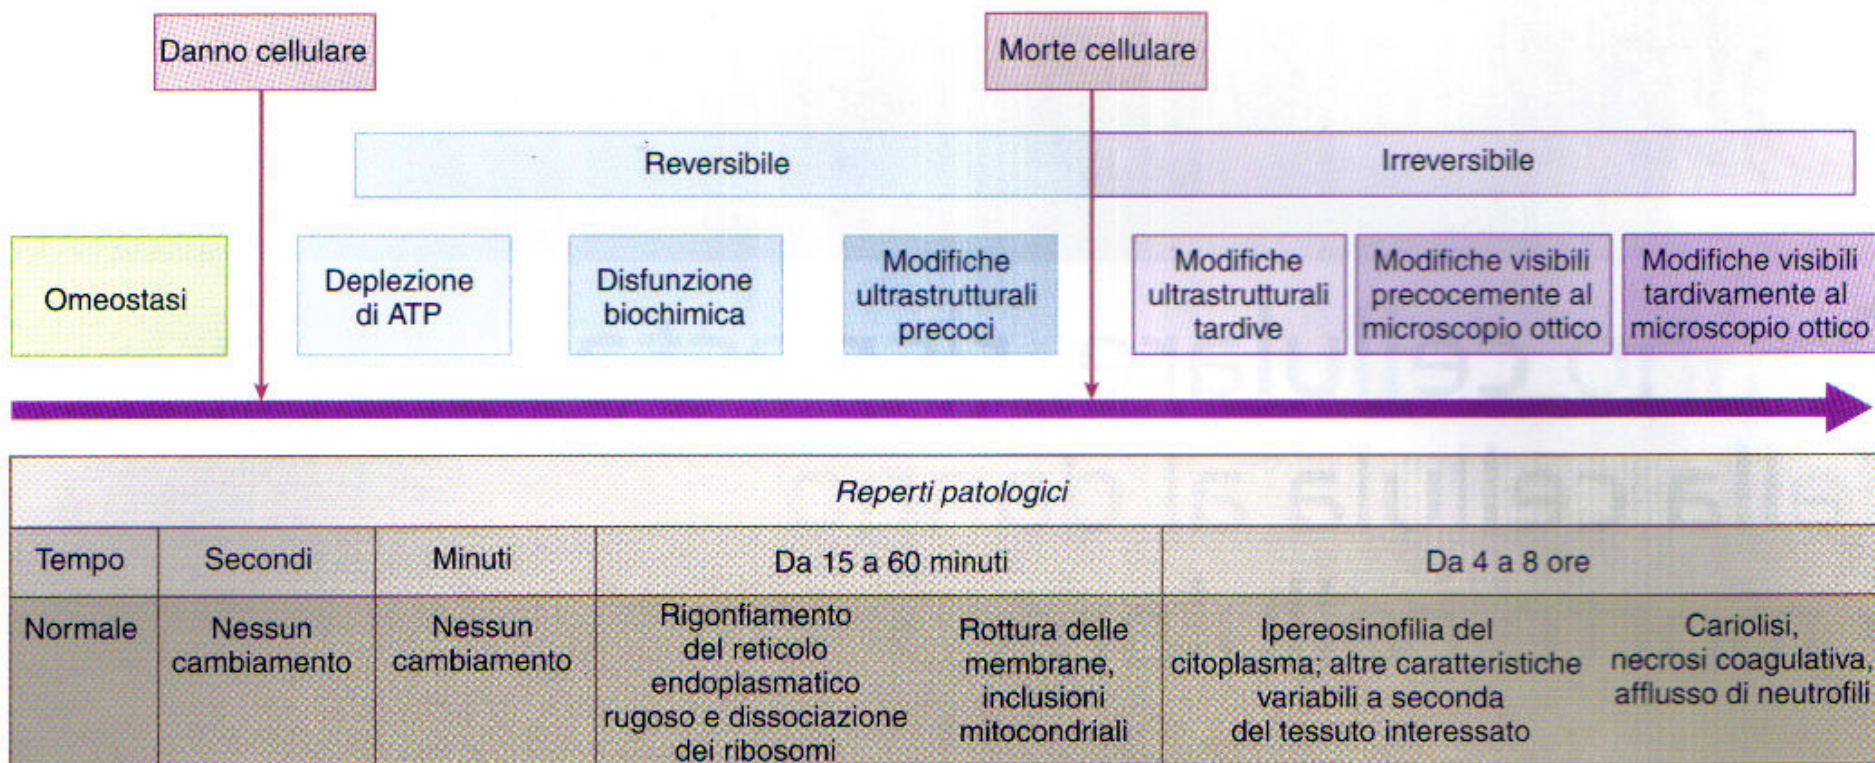 Danno cellulare
Morte cellulare
Reversibile
Irreversibile
Omeostasi
Deplezione
di ATP
Disfunzione
biochimica
Modifiche
ultrastrutturali
precoci
Modifiche
ultrastrutturali
tardive
Modifiche visibili
precocemente al
microscopio ottico
Modifiche visibili
tardivamente al
microscopio ottico
Reperti patologici
Tempo
Secondi
Minuti
Da 15 a 60 minuti
Da 4 a 8 ore
Normale
Nessun
cambiamento
Nessun
cambiamento
Rigonfiamento
del reticolo
endoplasmatico
rugoso e dissociazione
dei ribosomi
Rottura delle
membrane,
inclusioni
mitocondriali
Ipereosinofilia del
citoplasma; altre caratteristiche
variabili a seconda
del tessuto interessato
Cariolisi,
necrosi coagulativa,
afflusso di neutrofili